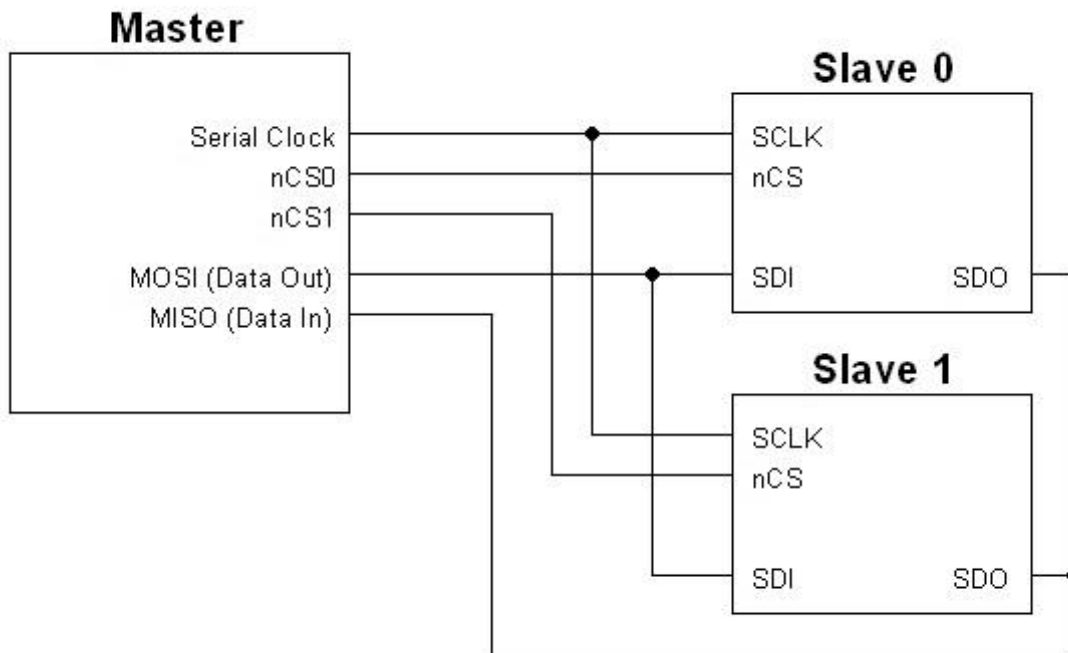 Master
Serial Clock
nCS0
nCS1
MOSI (Data Out)
MISO (Data In)
Slave 0
SCLK
nCS
SDI SDO
Slave 1
SCLK
nCS
SDI SDO